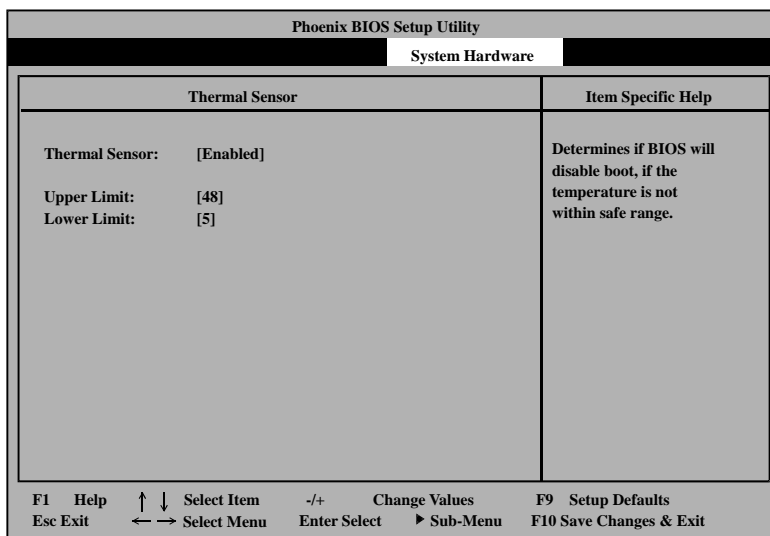 Phoenix BIOS Setup Utility
System Hardware
Thermal Sensor
Item Specific Help
Thermal Sensor: [Enabled]
Upper Limit: [48]
Lower Limit: [5]
Determines if BIOS will
disable boot, if the
temperature is not
within safe range.
F1 Help ↑ ↓ Select Item -/+ Change Values F9 Setup Defaults
Esc Exit ← → Select Menu Enter Select ▶ Sub-Menu F10 Save Changes & Exit